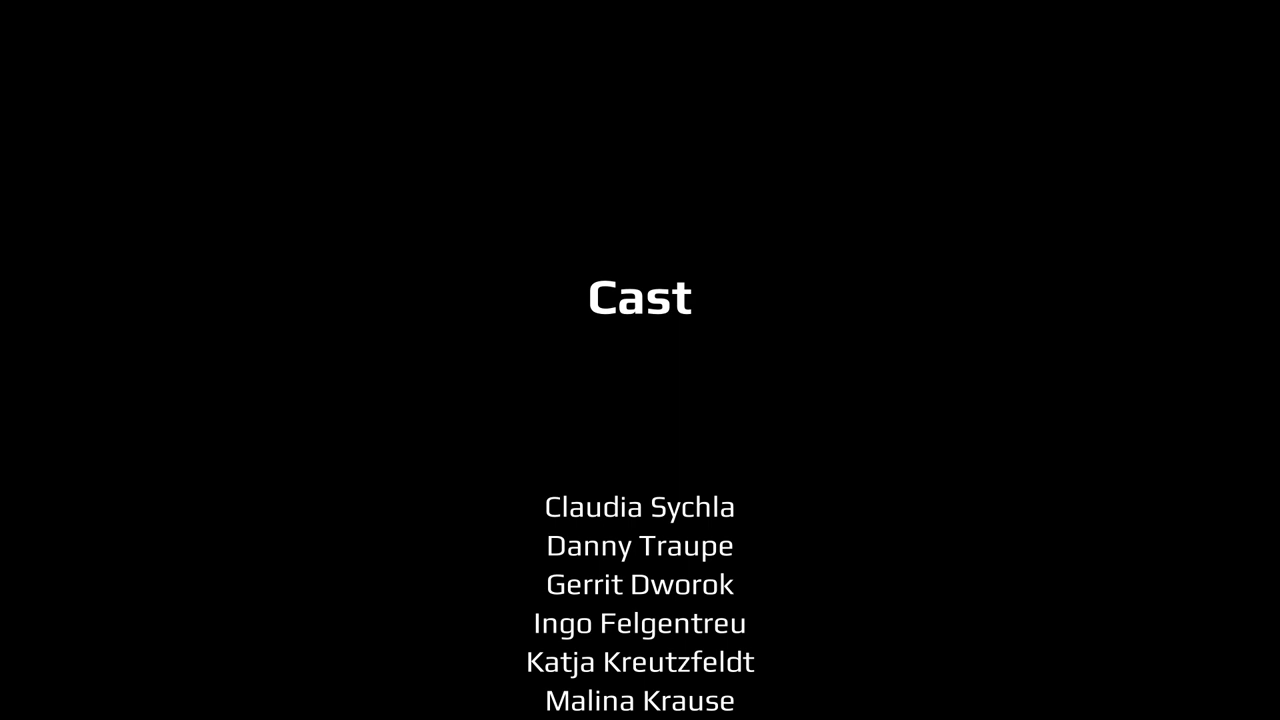 Cast
Claudia Sychla
Danny Traupe
Gerrit Dworok
Ingo Felgentreu
Katja Kreutzfeldt
Malina Krause